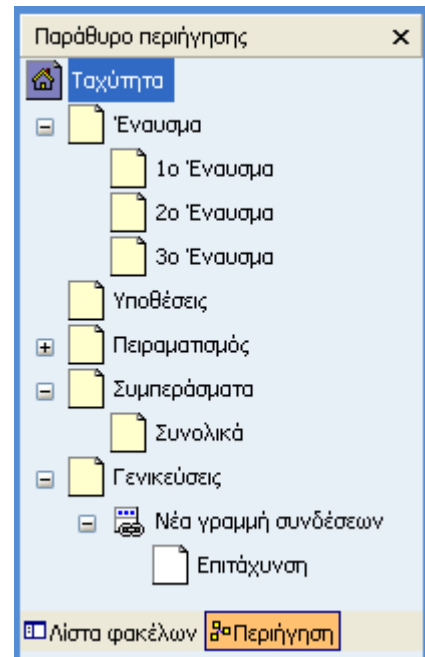 Παράθυρο περιήγησης
Ταχύτητα
Έναυσμα
1ο Έναυσμα
2ο Έναυσμα
3ο Έναυσμα
Υποθέσεις
Πειραματισμός
Συμπεράσματα
Συνολικά
Γενικεύσεις
Νέα γραμμή συνδέσεων
Επιτάχυνση
Λίστα φακέλων Περιήγηση